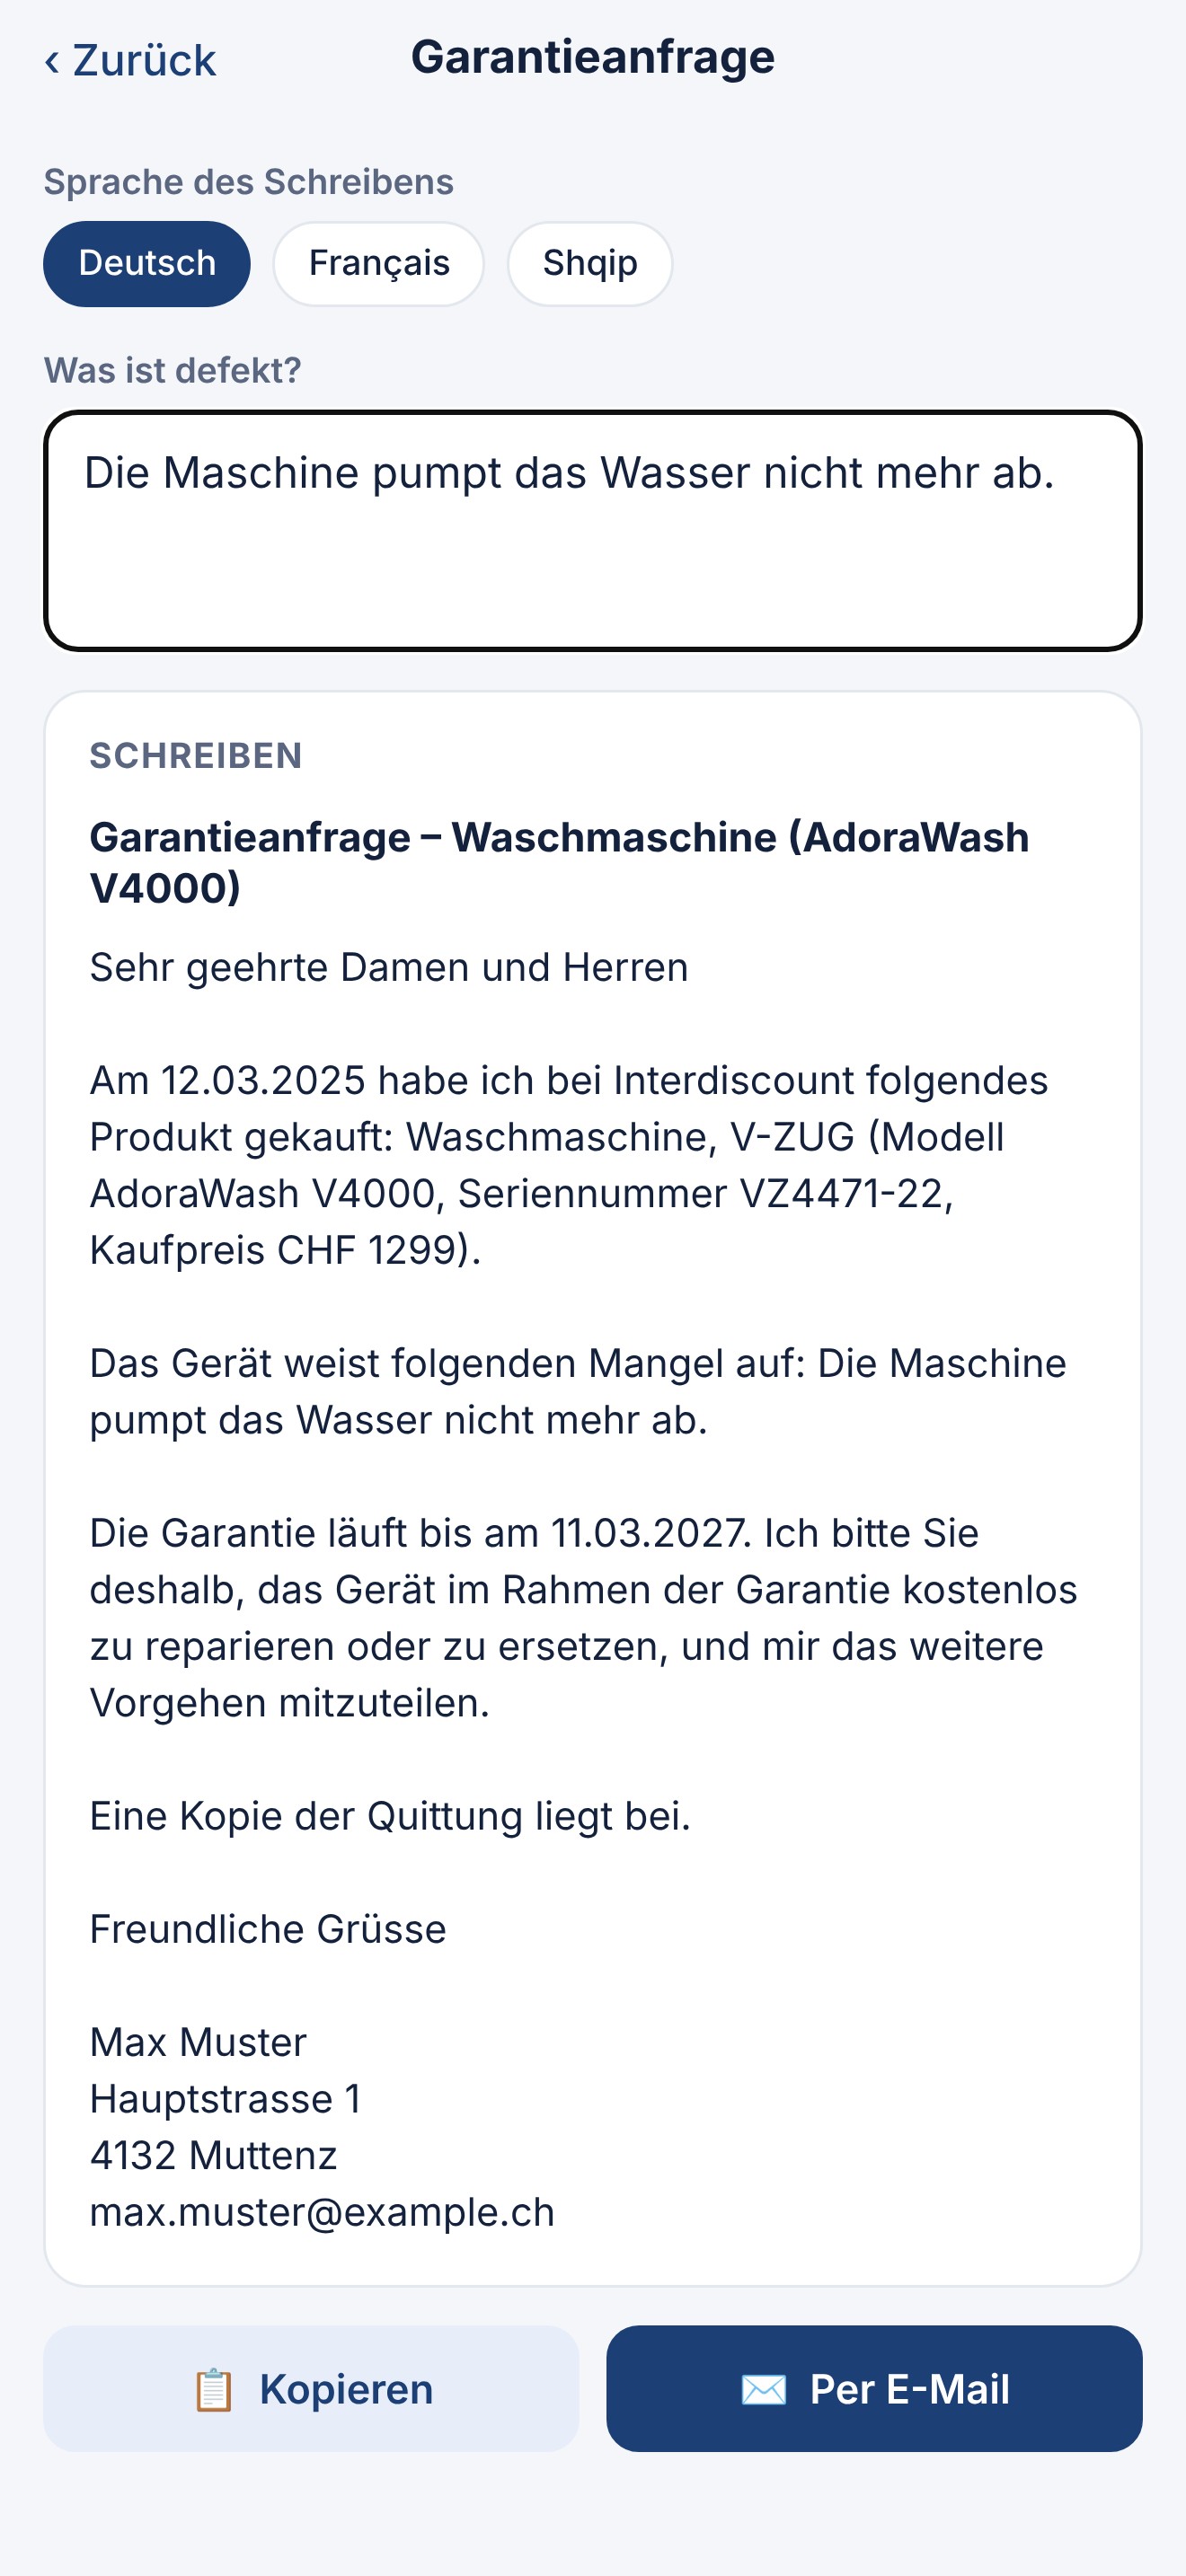 ‹ Zurück
Garantieanfrage
Sprache des Schreibens
Deutsch
Français
Shqip
Was ist defekt?
Die Maschine pumpt das Wasser nicht mehr ab.
SCHREIBEN
Garantieanfrage – Waschmaschine (AdoraWash
V4000)
Sehr geehrte Damen und Herren
Am 12.03.2025 habe ich bei Interdiscount folgendes
Produkt gekauft: Waschmaschine, V-ZUG (Modell
AdoraWash V4000, Seriennummer VZ4471-22,
Kaufpreis CHF 1299).
Das Gerät weist folgenden Mangel auf: Die Maschine
pumpt das Wasser nicht mehr ab.
Die Garantie läuft bis am 11.03.2027. Ich bitte Sie
deshalb, das Gerät im Rahmen der Garantie kostenlos
zu reparieren oder zu ersetzen, und mir das weitere
Vorgehen mitzuteilen.
Eine Kopie der Quittung liegt bei.
Freundliche Grüsse
Max Muster
Hauptstrasse 1
4132 Muttenz
max.muster@example.ch
Kopieren
Per E-Mail